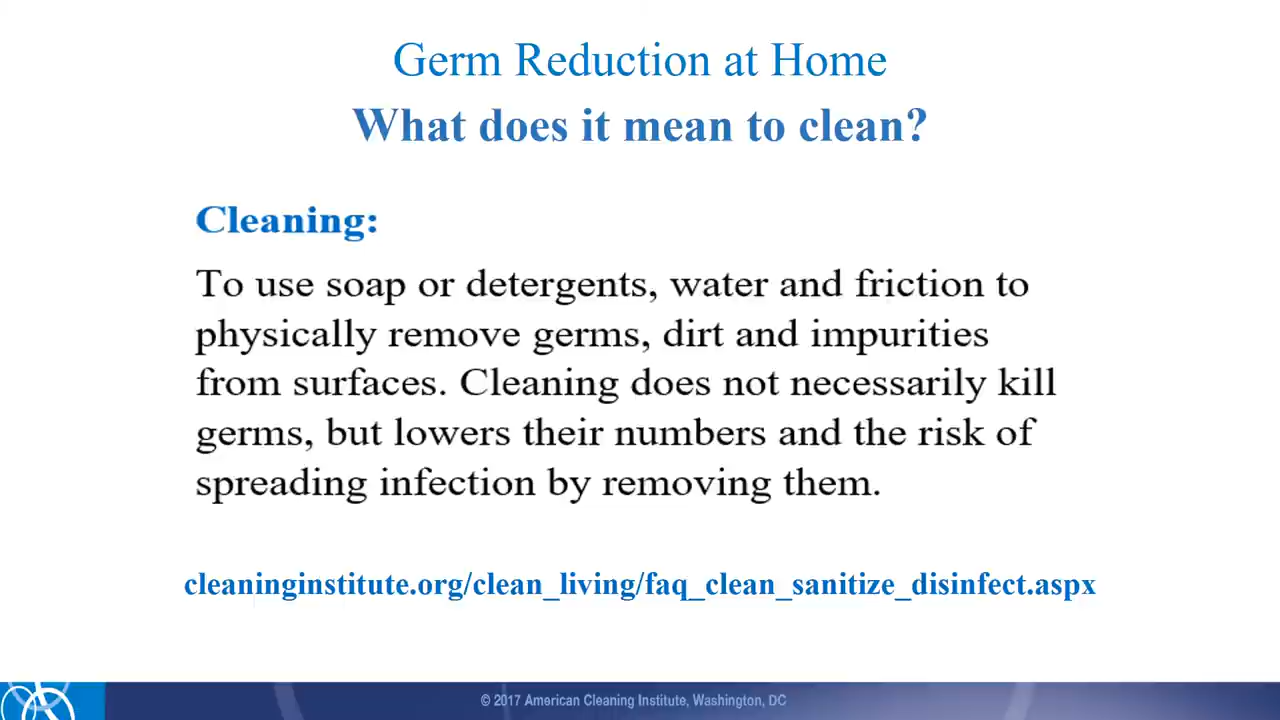 Germ Reduction at Home
What does it mean to clean?
Cleaning:
To use soap or detergents, water and friction to
physically remove germs, dirt and impurities
from surfaces. Cleaning does not necessarily kill
germs, but lowers their numbers and the risk of
spreading infection by removing them.
cleaninginstitute.org/clean_living/faq_clean_sanitize_disinfect.aspx
© 2017 American Cleaning Institute, Washington, DC